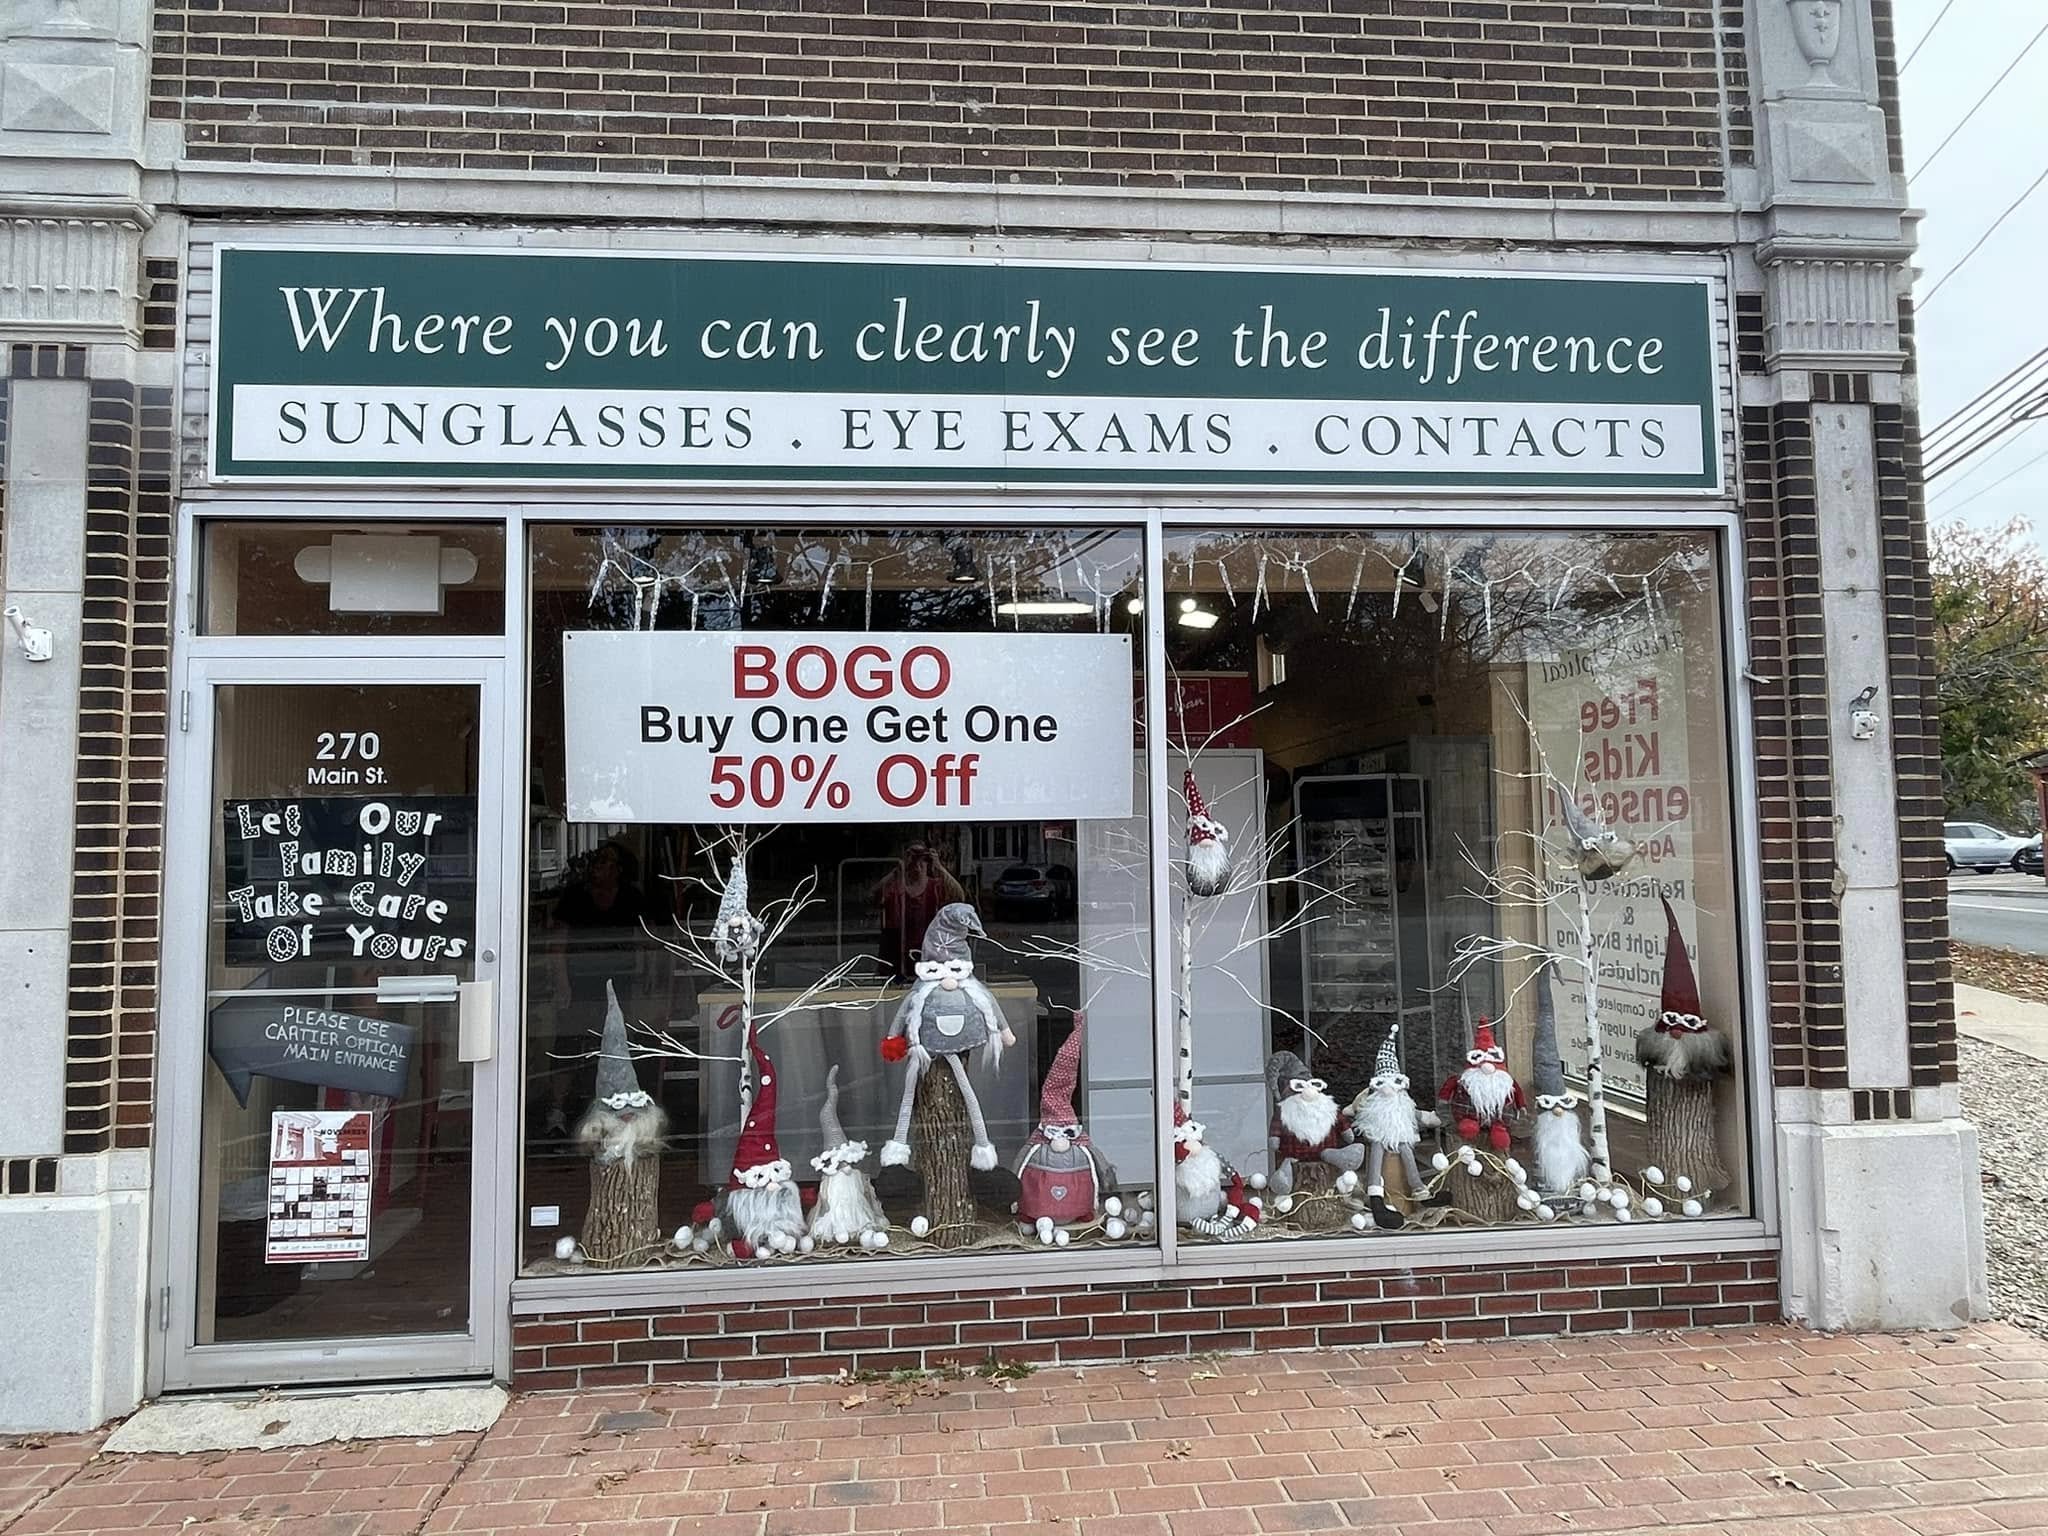 Where you can clearly see the difference
SUNGLASSES . EYE EXAMS . CONTACTS
BOGO
Buy One Get One
50% Off
270
Main St.
Let Our
Family
Take Care
Of Yours
PLEASE USE
CARTIER OPTICAL
MAIN ENTRANCE
Free
Kids
&
Light